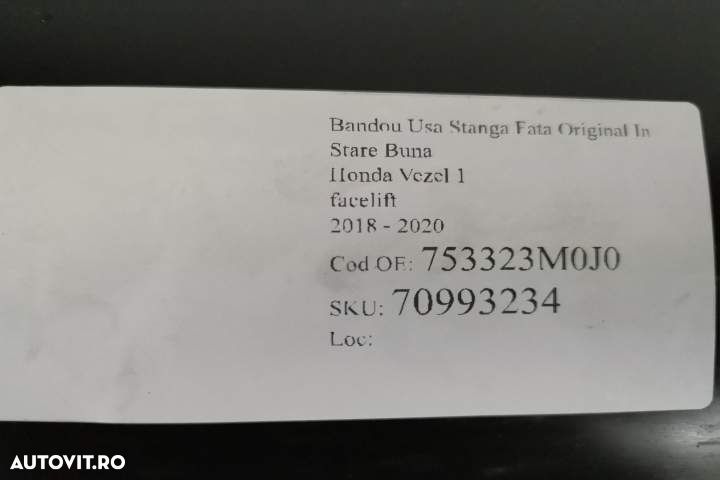 Bandou Usa Stanga Fata Original In
Stare Buna
Honda Vezel 1
facelift
2018 - 2020
Cod OE: 753323M0J0
SKU: 70993234
Loc:
AUTOVIT.RO